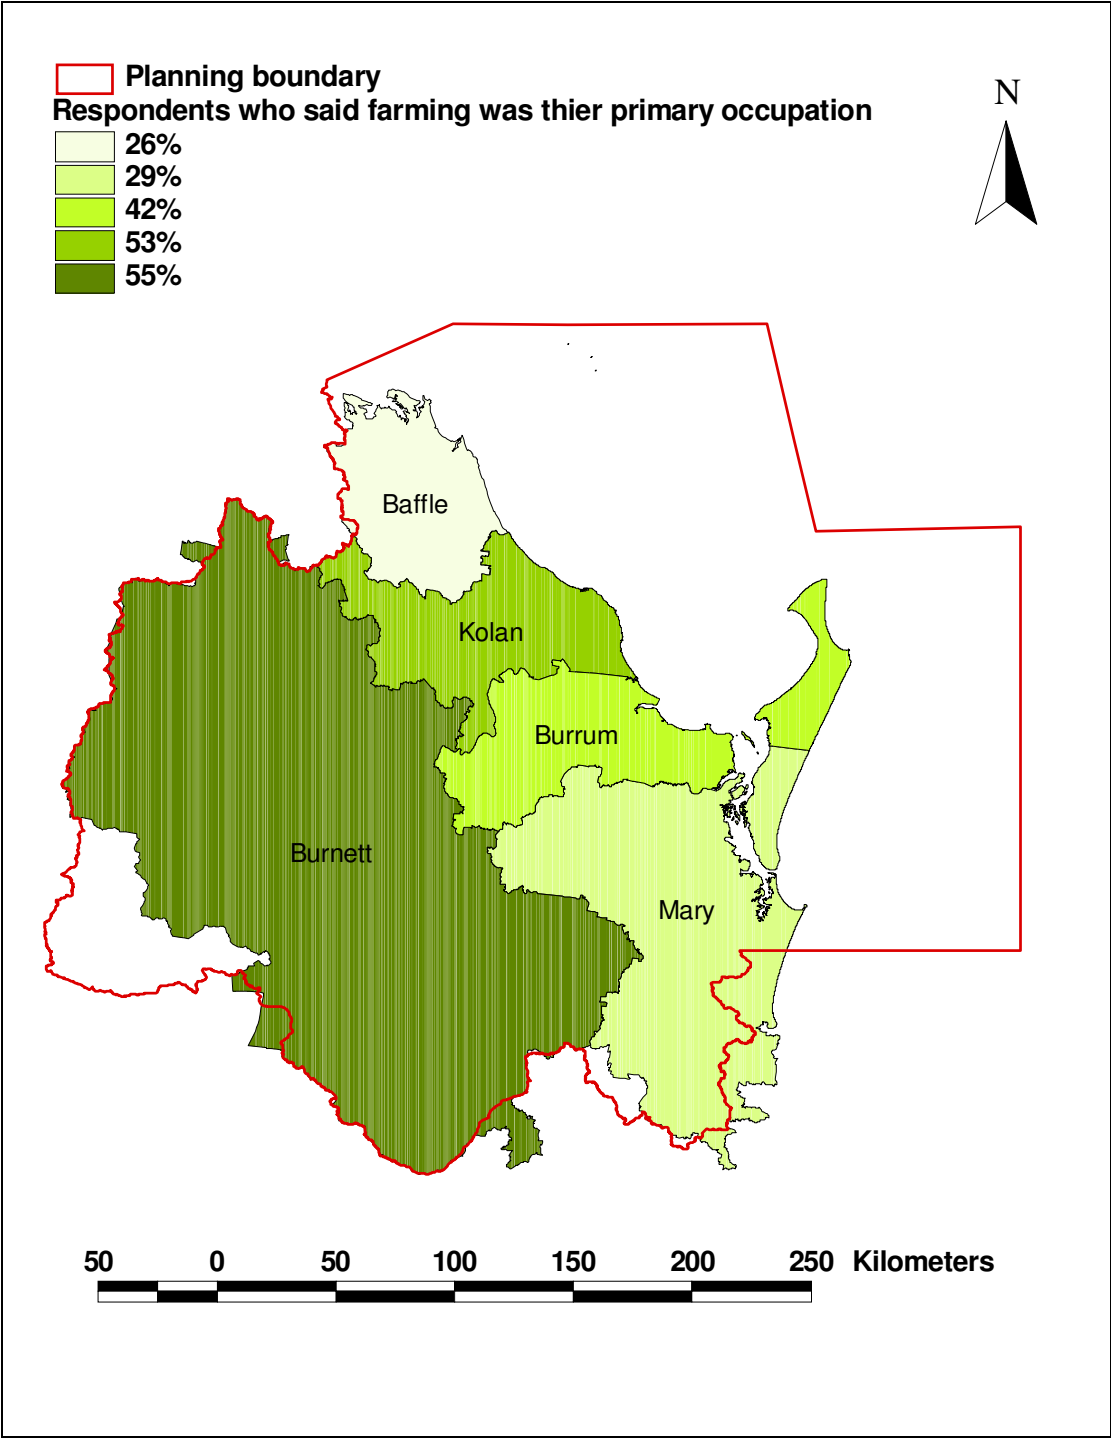 Planning boundary
Respondents who said farming was thier primary occupation
26%
29%
42%
53%
55%
N
Baffle
Kolan
Burrum
Burnett
Mary
50 0 50 100 150 200 250 Kilometers